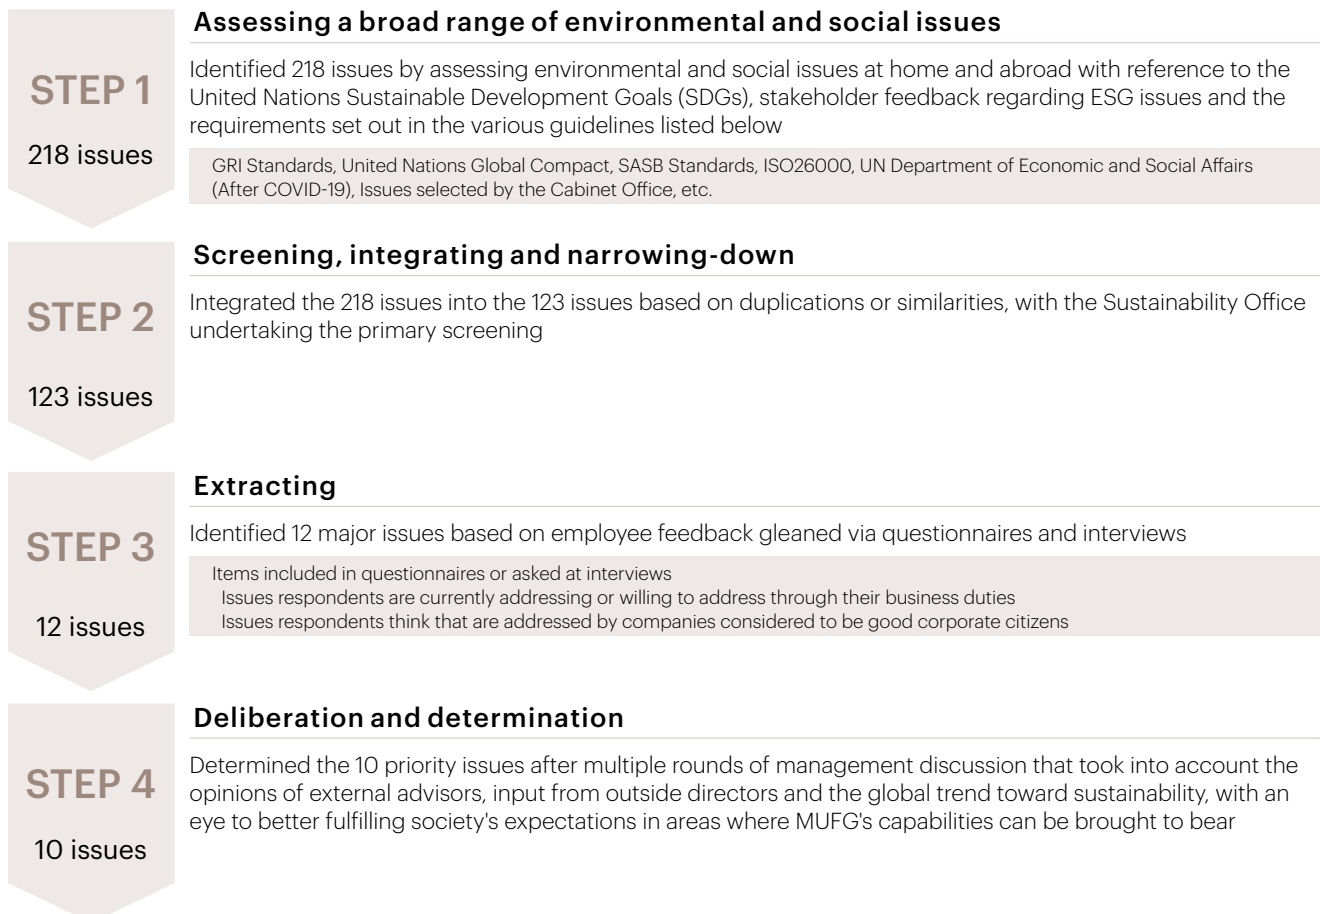 Assessing a broad range of environmental and social issues
STEP 1
218 issues
Identified 218 issues by assessing environmental and social issues at home and abroad with reference to the
United Nations Sustainable Development Goals (SDGs), stakeholder feedback regarding ESG issues and the
requirements set out in the various guidelines listed below
GRI Standards, United Nations Global Compact, SASB Standards, ISO26000, UN Department of Economic and Social Affairs
(After COVID-19), Issues selected by the Cabinet Office, etc.
Screening, integrating and narrowing-down
STEP 2
123 issues
Integrated the 218 issues into the 123 issues based on duplications or similarities, with the Sustainability Office
undertaking the primary screening
Extracting
STEP 3
12 issues
Identified 12 major issues based on employee feedback gleaned via questionnaires and interviews
Items included in questionnaires or asked at interviews
Issues respondents are currently addressing or willing to address through their business duties
Issues respondents think that are addressed by companies considered to be good corporate citizens
Deliberation and determination
STEP 4
10 issues
Determined the 10 priority issues after multiple rounds of management discussion that took into account the
opinions of external advisors, input from outside directors and the global trend toward sustainability, with an
eye to better fulfilling society's expectations in areas where MUFG's capabilities can be brought to bear